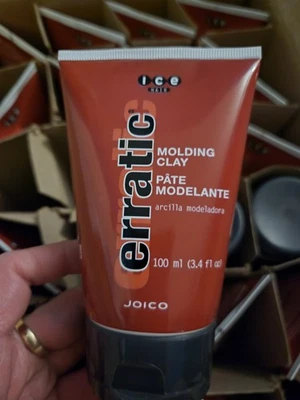 ice
HAIR
erratic
MOLDING
CLAY
PÂTE
MODELANTE
arcilla modeladora
100 ml (3.4 fl oz)
JOICO